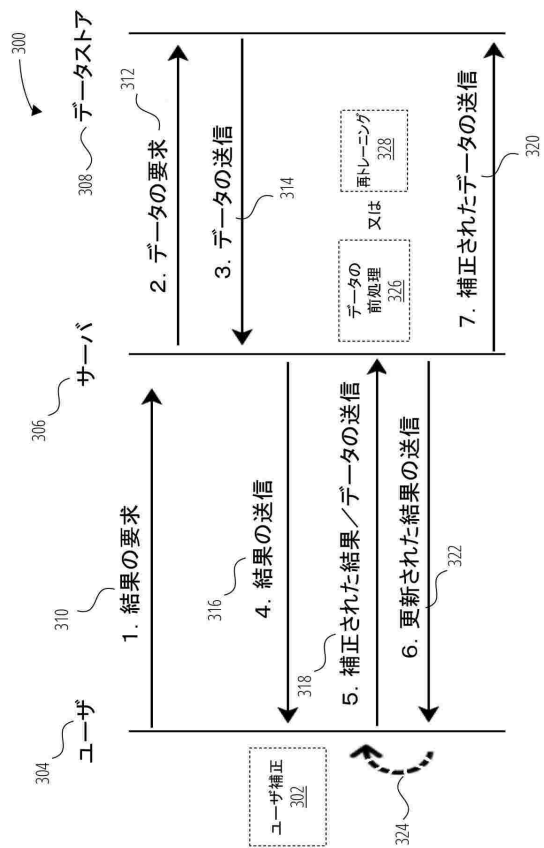 300
304
ユーザ
306
サーバ
308
データストア
310
1. 結果の要求
2. データの要求
312
3. データの送信
314
316
4. 結果の送信
ユーザ補正
302
318
5. 補正された結果／データの送信
データの
前処理
326
又は
再トレーニング
328
6. 更新された結果の送信
322
324
7. 補正されたデータの送信
320